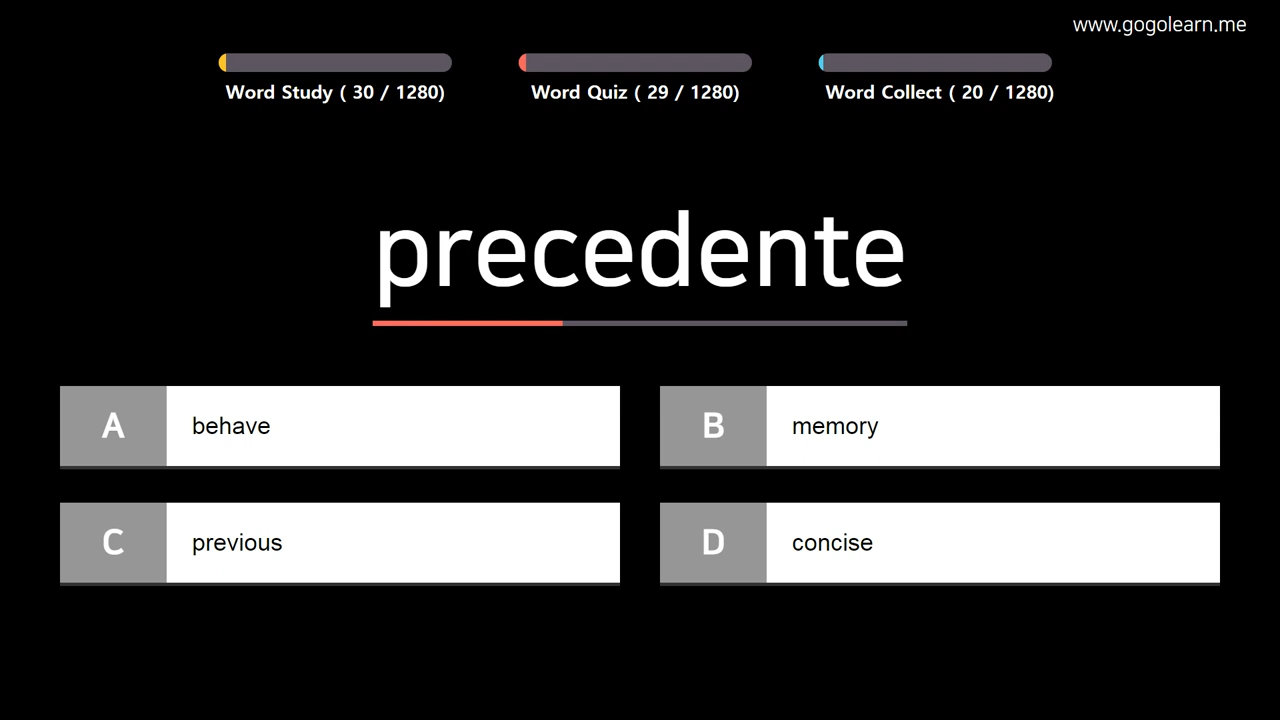 www.gogolearn.me
Word Study ( 30 / 1280)
Word Quiz ( 29 / 1280)
Word Collect ( 20 / 1280)
precedente
A behave
B memory
C previous
D concise